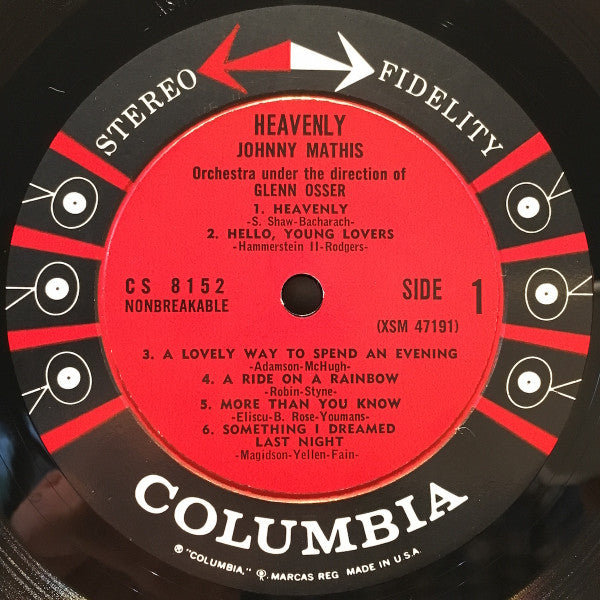 STEREO FIDELITY
HEAVENLY
JOHNNY MATHIS
Orchestra under the direction of
GLENN OSSER
1. HEAVENLY
-S. Shaw-Bacharach-
2. HELLO, YOUNG LOVERS
-Hammerstein II-Rodgers-
CS 8152
NONBREAKABLE
SIDE 1
(XSM 47191)
3. A LOVELY WAY TO SPEND AN EVENING
-Adamson-McHugh-
4. A RIDE ON A RAINBOW
-Robin-Styne-
5. MORE THAN YOU KNOW
-Eliscu-B. Rose-Youmans-
6. SOMETHING I DREAMED
LAST NIGHT
-Magidson-Yellen-Fain-
COLUMBIA
® "COLUMBIA," ℗. MARCAS REG MADE IN U.S.A.